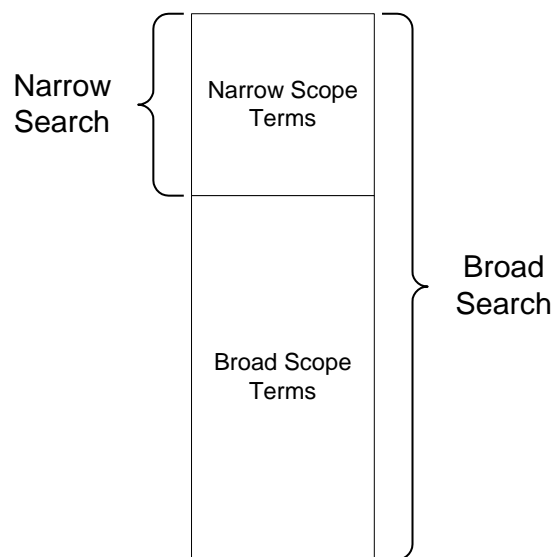 Narrow
Search
Narrow Scope
Terms
Broad
Search
Broad Scope
Terms